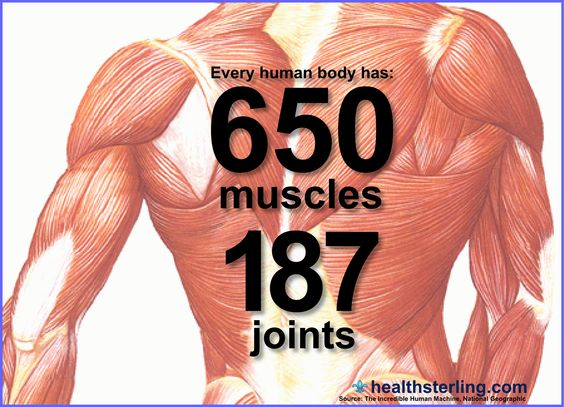 Every human body has:
650
muscles
187
joints
healthsterling.com
Source: The Incredible Human Machine, National Geographic